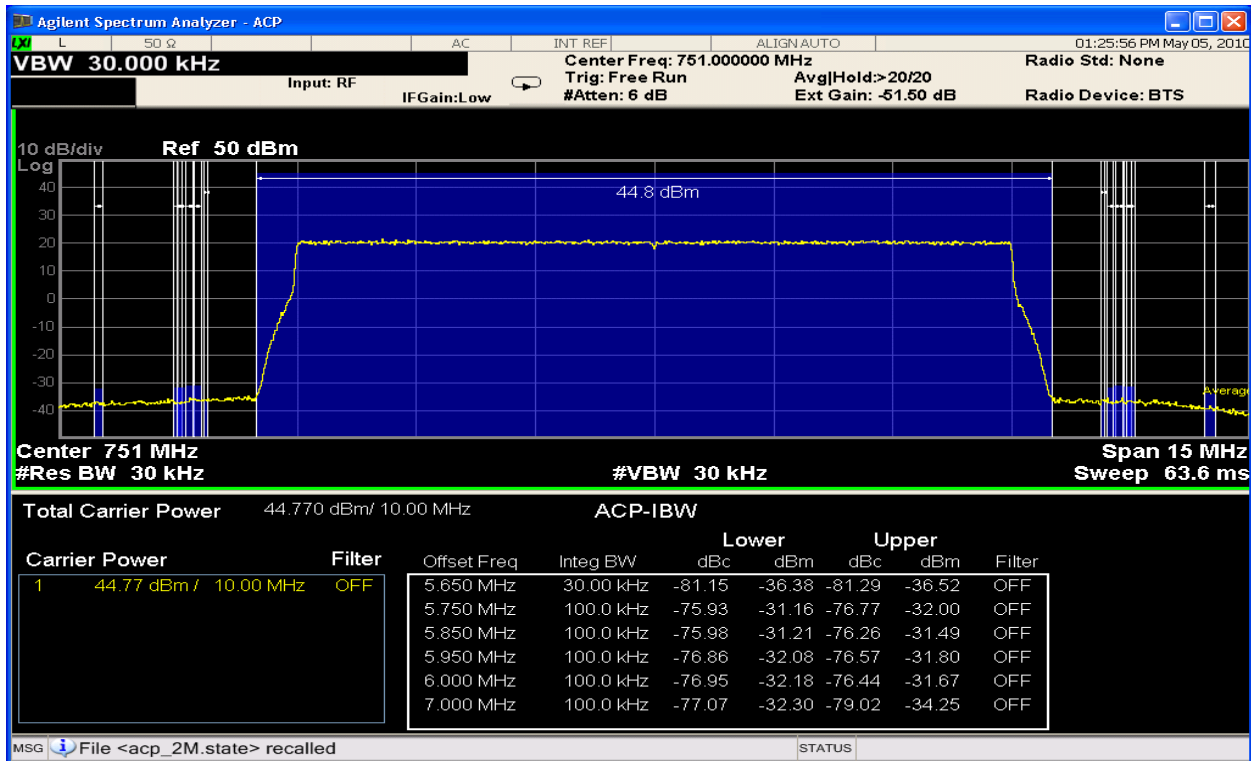 Agilent Spectrum Analyzer - ACP
LXI L 50 Ω AC INT REF ALIGN AUTO 01:25:56 PM May 05, 2010
VBW 30.000 kHz
Input: RF
IFGain:Low
Center Freq: 751.000000 MHz
Trig: Free Run Avg|Hold:>20/20
#Atten: 6 dB Ext Gain: -51.50 dB
Radio Std: None
Radio Device: BTS
10 dB/div Ref 50 dBm
Log
40
30
20
10
0
-10
-20
-30
-40
44.8 dBm
Average
Center 751 MHz Span 15 MHz
#Res BW 30 kHz #VBW 30 kHz Sweep 63.6 ms
Total Carrier Power 44.770 dBm/ 10.00 MHz ACP-IBW
Lower Upper
Carrier Power Filter Offset Freq Integ BW dBc dBm dBc dBm Filter
1 44.77 dBm / 10.00 MHz OFF 5.650 MHz 30.00 kHz -81.15 -36.38 -81.29 -36.52 OFF
5.750 MHz 100.0 kHz -75.93 -31.16 -76.77 -32.00 OFF
5.850 MHz 100.0 kHz -75.98 -31.21 -76.26 -31.49 OFF
5.950 MHz 100.0 kHz -76.86 -32.08 -76.57 -31.80 OFF
6.000 MHz 100.0 kHz -76.95 -32.18 -76.44 -31.67 OFF
7.000 MHz 100.0 kHz -77.07 -32.30 -79.02 -34.25 OFF
MSG File <acp_2M.state> recalled STATUS